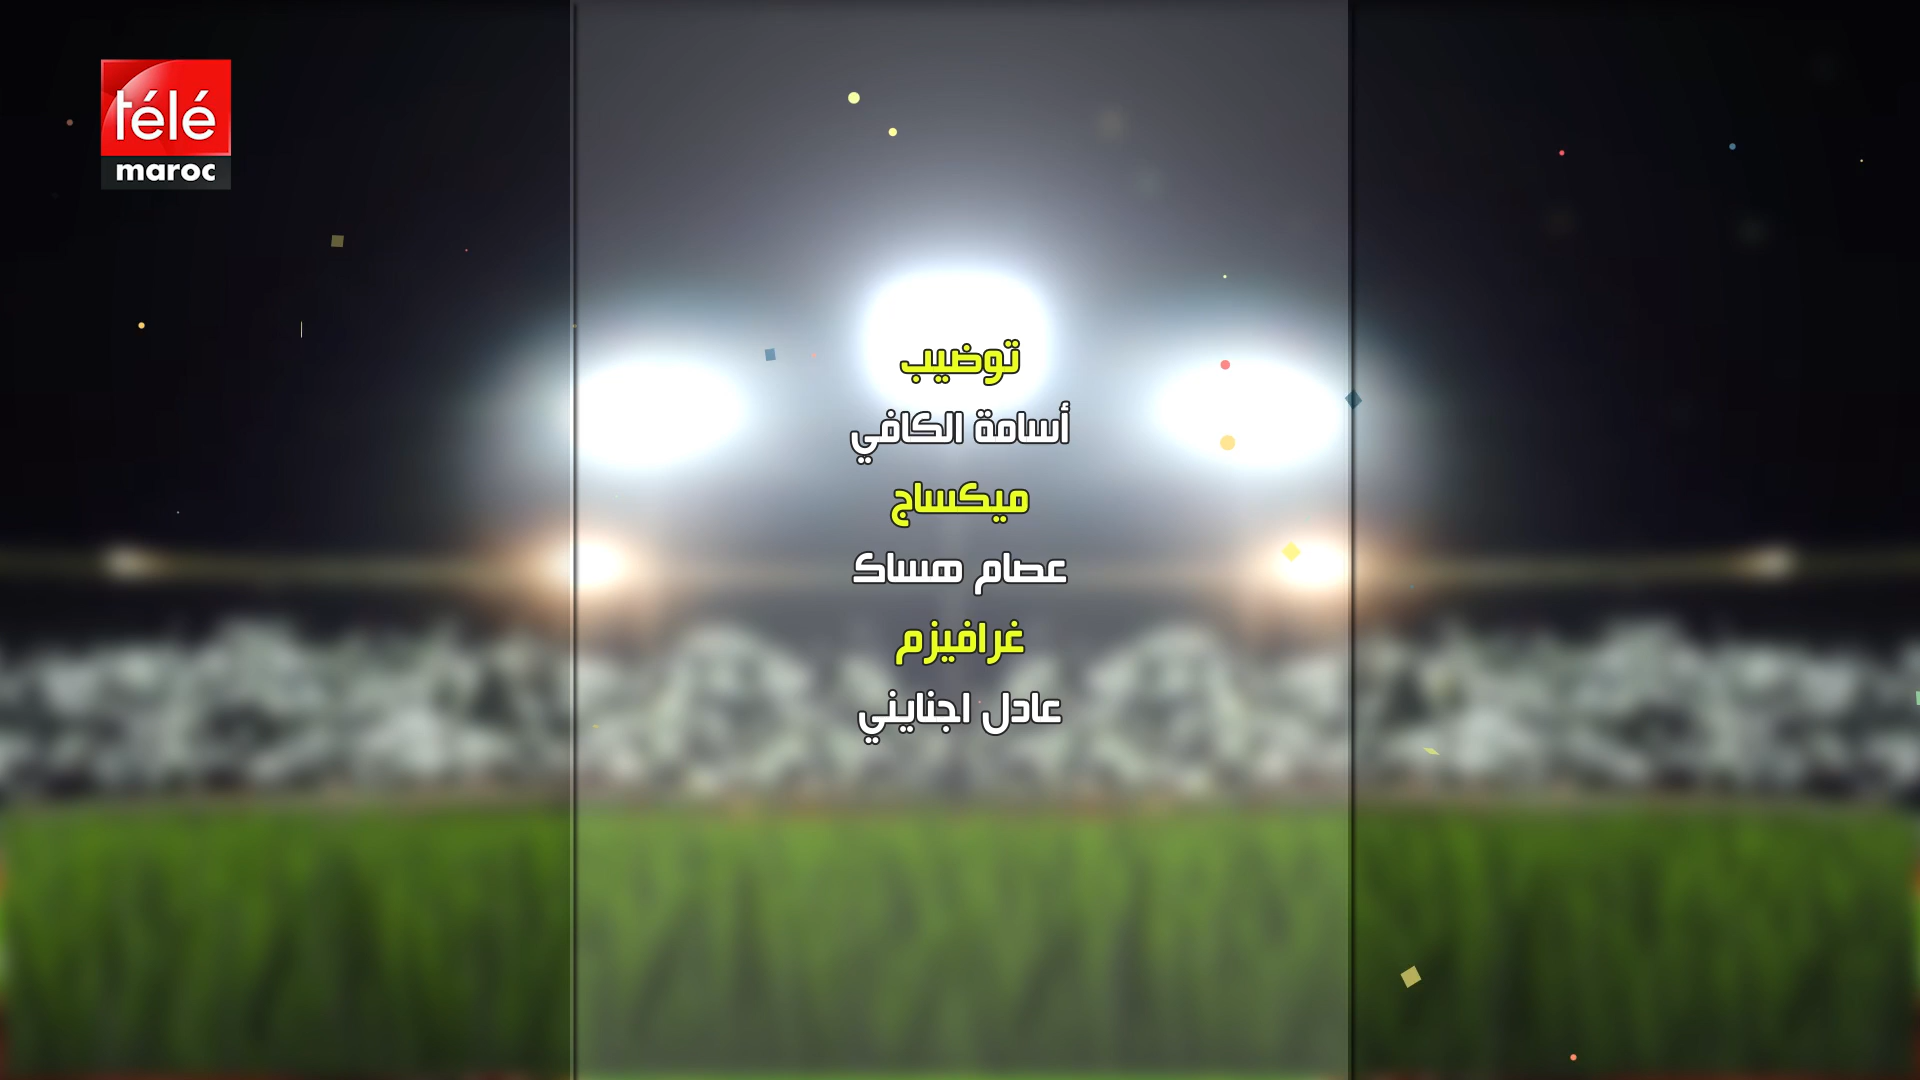 télé
maroc
توضيب
أسامة الكافي
ميكساج
عصام هساك
غرافيزم
عادل اجنايني